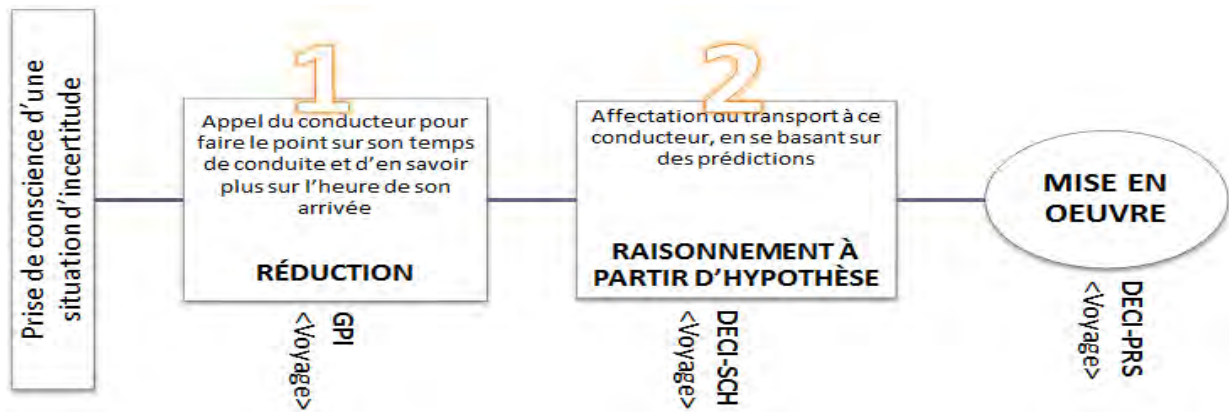 Prise de conscience d'une
situation d'incertitude
1
Appel du conducteur pour
faire le point sur son temps
de conduite et d'en savoir
plus sur l'heure de son
arrivée
RÉDUCTION
GPI
<Voyage>
2
Affectation du transport à ce
conducteur, en se basant sur
des prédictions
RAISONNEMENT À
PARTIR D'HYPOTHÈSE
DECI-SCH
<Voyage>
MISE EN
OEUVRE
DECI-PRS
<Voyage>